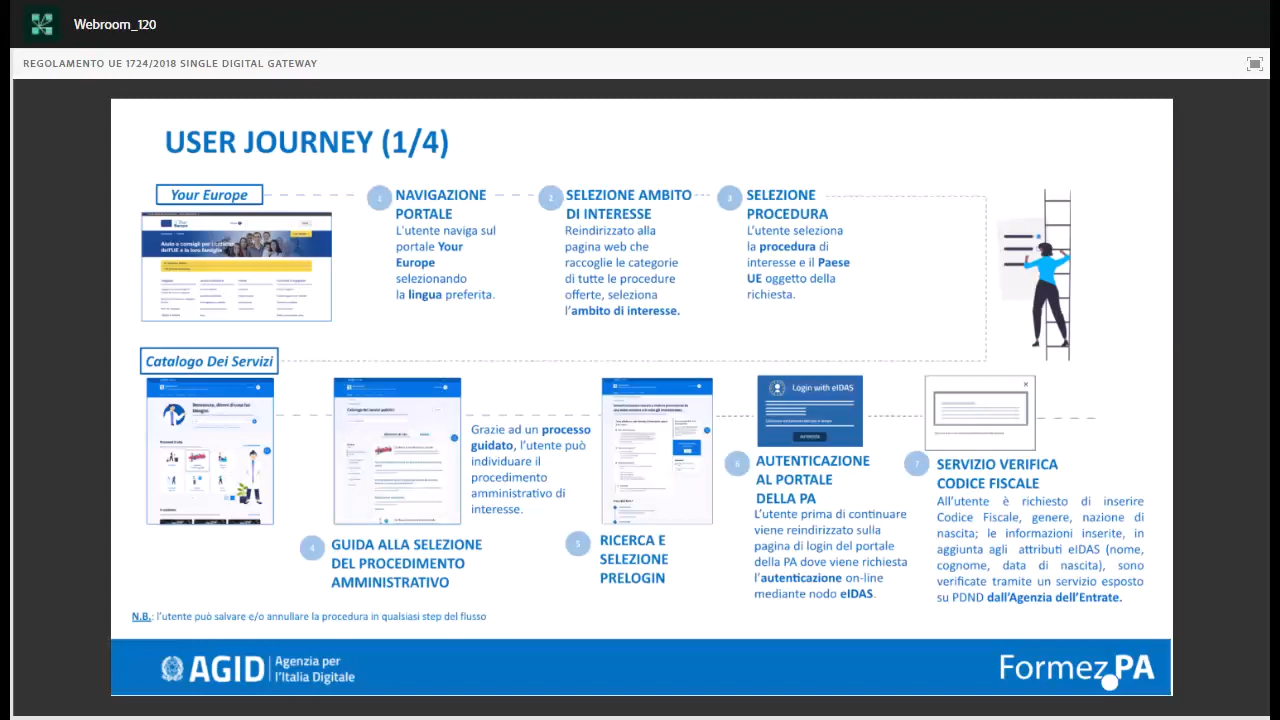 Webroom_120
REGOLAMENTO UE 1724/2018 SINGLE DIGITAL GATEWAY
USER JOURNEY (1/4)
Your Europe
1
NAVIGAZIONE
PORTALE
L'utente naviga sul
portale Your
Europe
selezionando
la lingua preferita.
2
SELEZIONE AMBITO
DI INTERESSE
Reindirizzato alla
pagina web che
raccoglie le categorie
di tutte le procedure
offerte, seleziona
l'ambito di interesse.
3
SELEZIONE
PROCEDURA
L'utente seleziona
la procedura di
interesse e il Paese
UE oggetto della
richiesta.
Catalogo Dei Servizi
4
GUIDA ALLA SELEZIONE
DEL PROCEDIMENTO
AMMINISTRATIVO
Grazie ad un processo
guidato, l'utente può
individuare il
procedimento
amministrativo di
interesse.
5
RICERCA E
SELEZIONE
PRELOGIN
Login with eIDAS
6
AUTENTICAZIONE
AL PORTALE
DELLA PA
L'utente prima di continuare
viene reindirizzato sulla
pagina di login del portale
della PA dove viene richiesta
l'autenticazione on-line
mediante nodo eIDAS.
7
SERVIZIO VERIFICA
CODICE FISCALE
All'utente è richiesto di inserire
Codice Fiscale, genere, nazione di
nascita; le informazioni inserite, in
aggiunta agli attributi eIDAS (nome,
cognome, data di nascita), sono
verificate tramite un servizio esposto
su PDND dall'Agenzia dell'Entrate.
N.B.: l'utente può salvare e/o annullare la procedura in qualsiasi step del flusso
AGID
Agenzia per
l'Italia Digitale
Formez PA